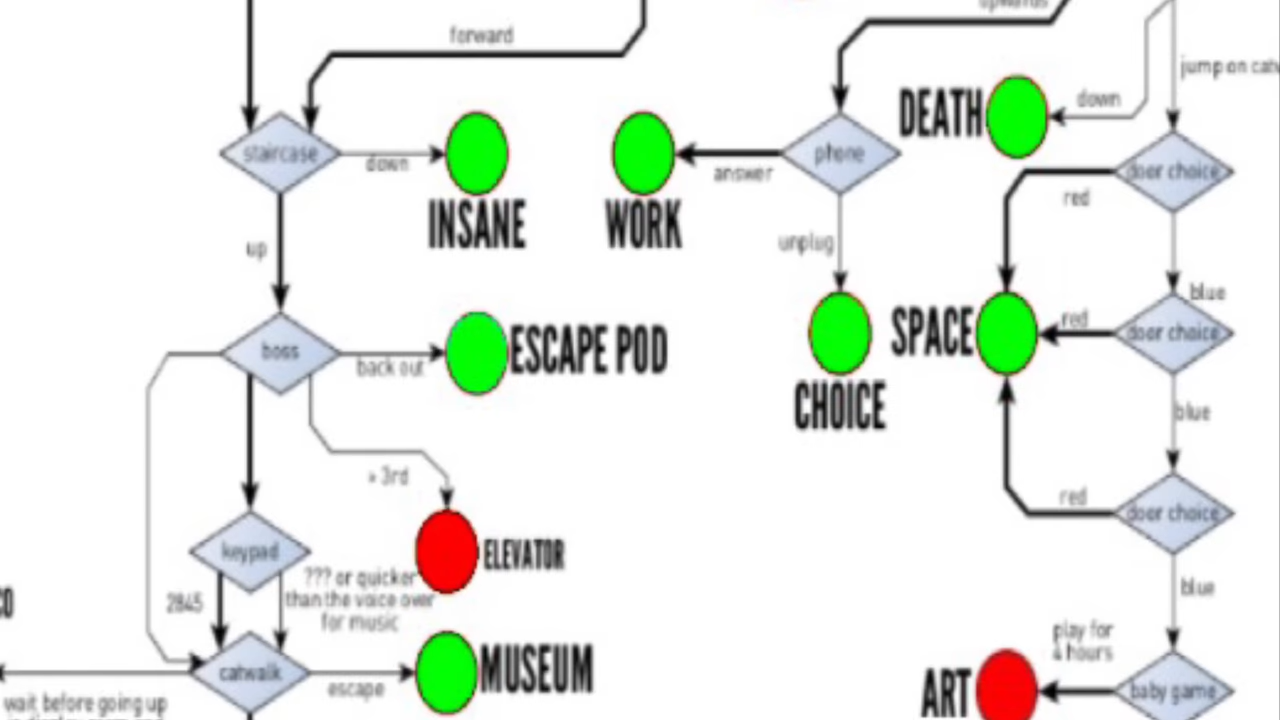 upwards
forward
jump on cat
DEATH
down
staircase
down
phone
answer
door choice
red
INSANE
WORK
up
unplug
blue
SPACE
red
door choice
boss
back out
ESCAPE POD
CHOICE
blue
> 3rd
red
door choice
keypad
ELEVATOR
2845
??? or quicker
than the voice over
for music
blue
CO
play for
4 hours
catwalk
escape
MUSEUM
ART
baby game
wait before going up